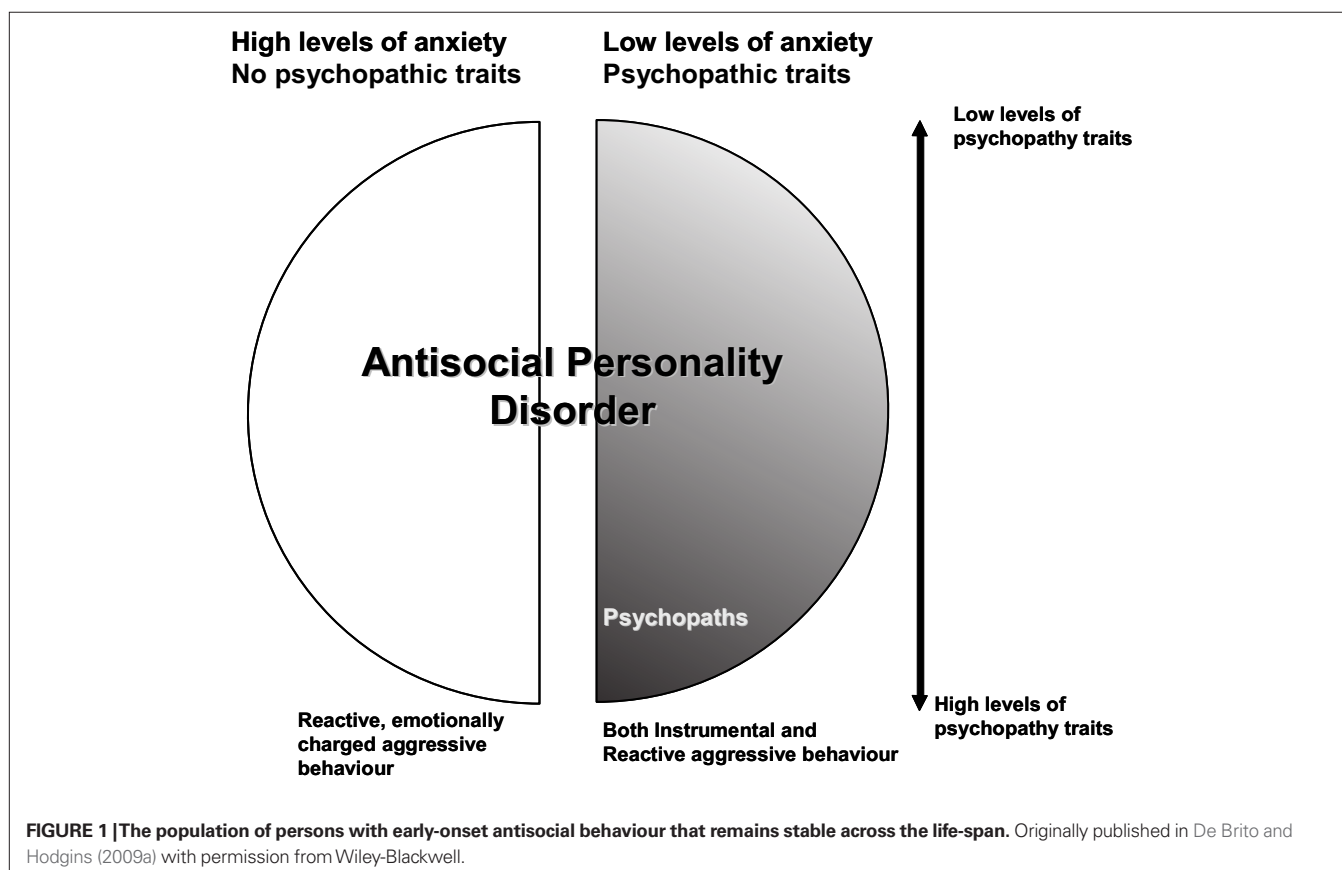 High levels of anxiety
No psychopathic traits
Low levels of anxiety
Psychopathic traits
Low levels of
psychopathy traits
Antisocial Personality
Disorder
Psychopaths
High levels of
psychopathy traits
Reactive, emotionally
charged aggressive
behaviour
Both Instrumental and
Reactive aggressive behaviour
FIGURE 1 | The population of persons with early-onset antisocial behaviour that remains stable across the life-span. Originally published in De Brito and
Hodgins (2009a) with permission from Wiley-Blackwell.